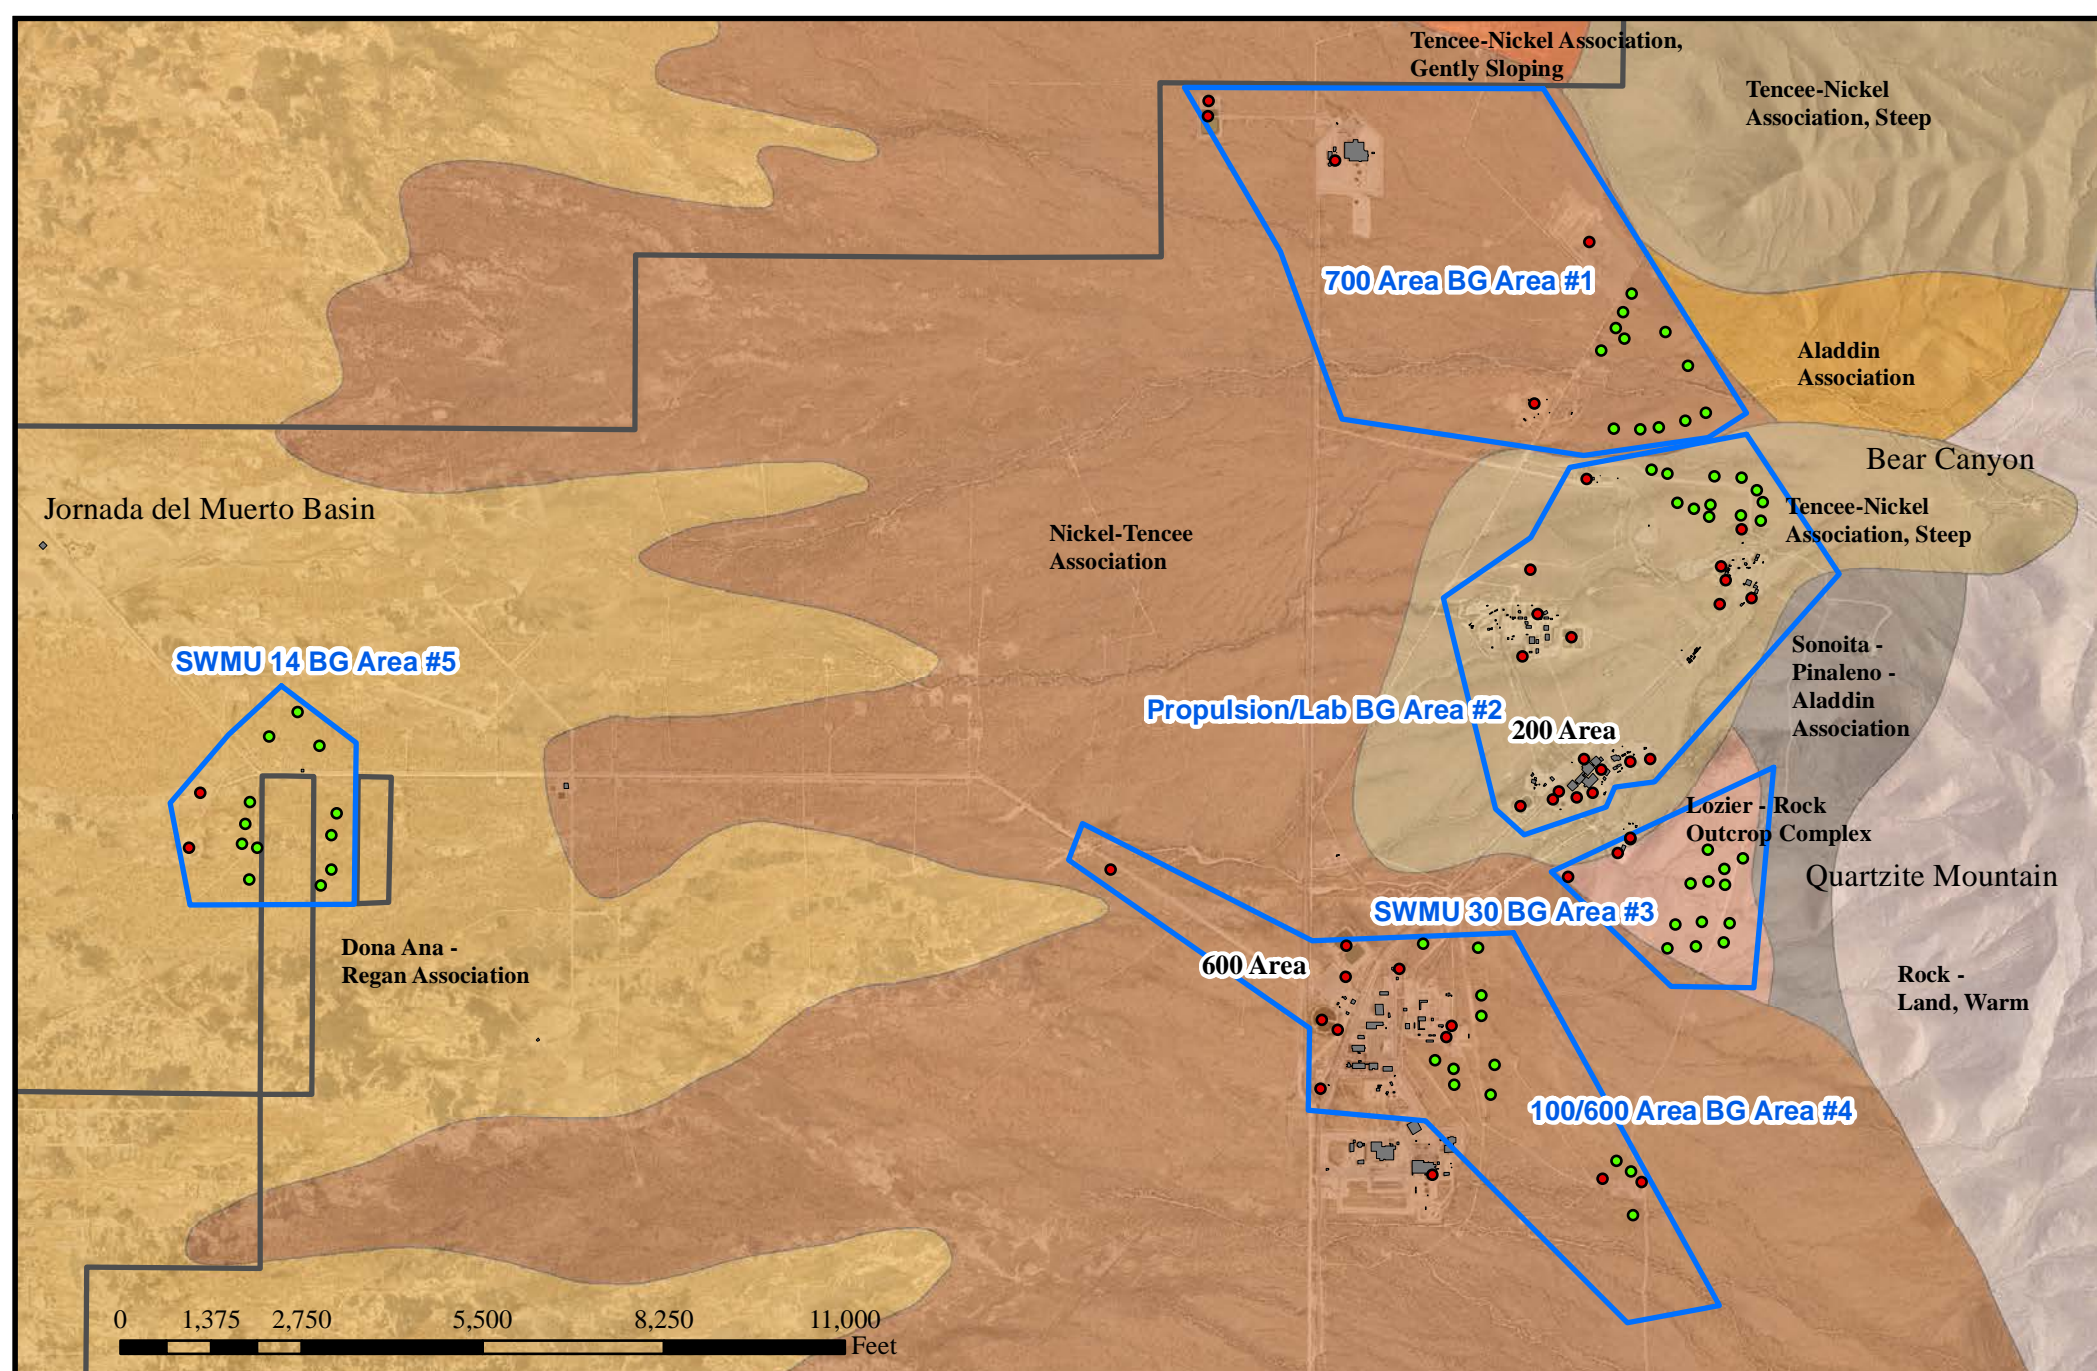 Tencee-Nickel Association,
Gently Sloping
Tencee-Nickel
Association, Steep
700 Area BG Area #1
Aladdin
Association
Bear Canyon
Jornada del Muerto Basin
Nickel-Tencee
Association
Tencee-Nickel
Association, Steep
SWMU 14 BG Area #5
Sonoita -
Pinaleno -
Aladdin
Association
Propulsion/Lab BG Area #2
200 Area
Lozier - Rock
Outcrop Complex
Quartzite Mountain
SWMU 30 BG Area #3
Dona Ana -
Regan Association
600 Area
Rock -
Land, Warm
100/600 Area BG Area #4
0 1,375 2,750 5,500 8,250 11,000
Feet